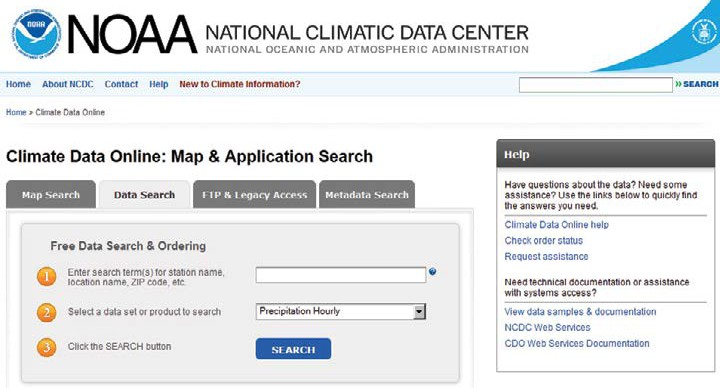 NOAA
NOAA NATIONAL CLIMATIC DATA CENTER
NATIONAL OCEANIC AND ATMOSPHERIC ADMINISTRATION
Home About NCDC Contact Help New to Climate Information?
» SEARCH
Home > Climate Data Online
Climate Data Online: Map & Application Search
Map Search Data Search FTP & Legacy Access Metadata Search
Free Data Search & Ordering
1 Enter search term(s) for station name,
location name, ZIP code, etc.
?
2 Select a data set or product to search
Precipitation Hourly
3 Click the SEARCH button
SEARCH
Help
Have questions about the data? Need some
assistance? Use the links below to quickly find
the answers you need.
Climate Data Online help
Check order status
Request assistance
Need technical documentation or assistance
with systems access?
View data samples & documentation
NCDC Web Services
CDO Web Services Documentation